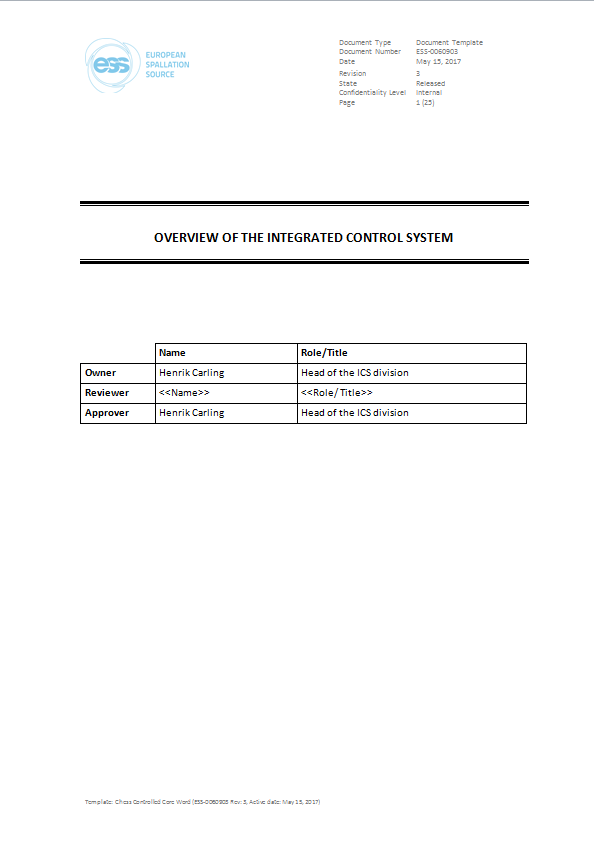 ess
EUROPEAN
SPALLATION
SOURCE
Document Type Document Template
Document Number ESS-0060903
Date May 15, 2017
Revision 3
State Released
Confidentiality Level Internal
Page 1 (25)
OVERVIEW OF THE INTEGRATED CONTROL SYSTEM
Name Role/Title
Owner Henrik Carling Head of the ICS division
Reviewer <<Name>> <<Role/ Title>>
Approver Henrik Carling Head of the ICS division
Template: Chess Controlled Core Word (ESS-0060903 Rev: 3, Active date: May 15, 2017)